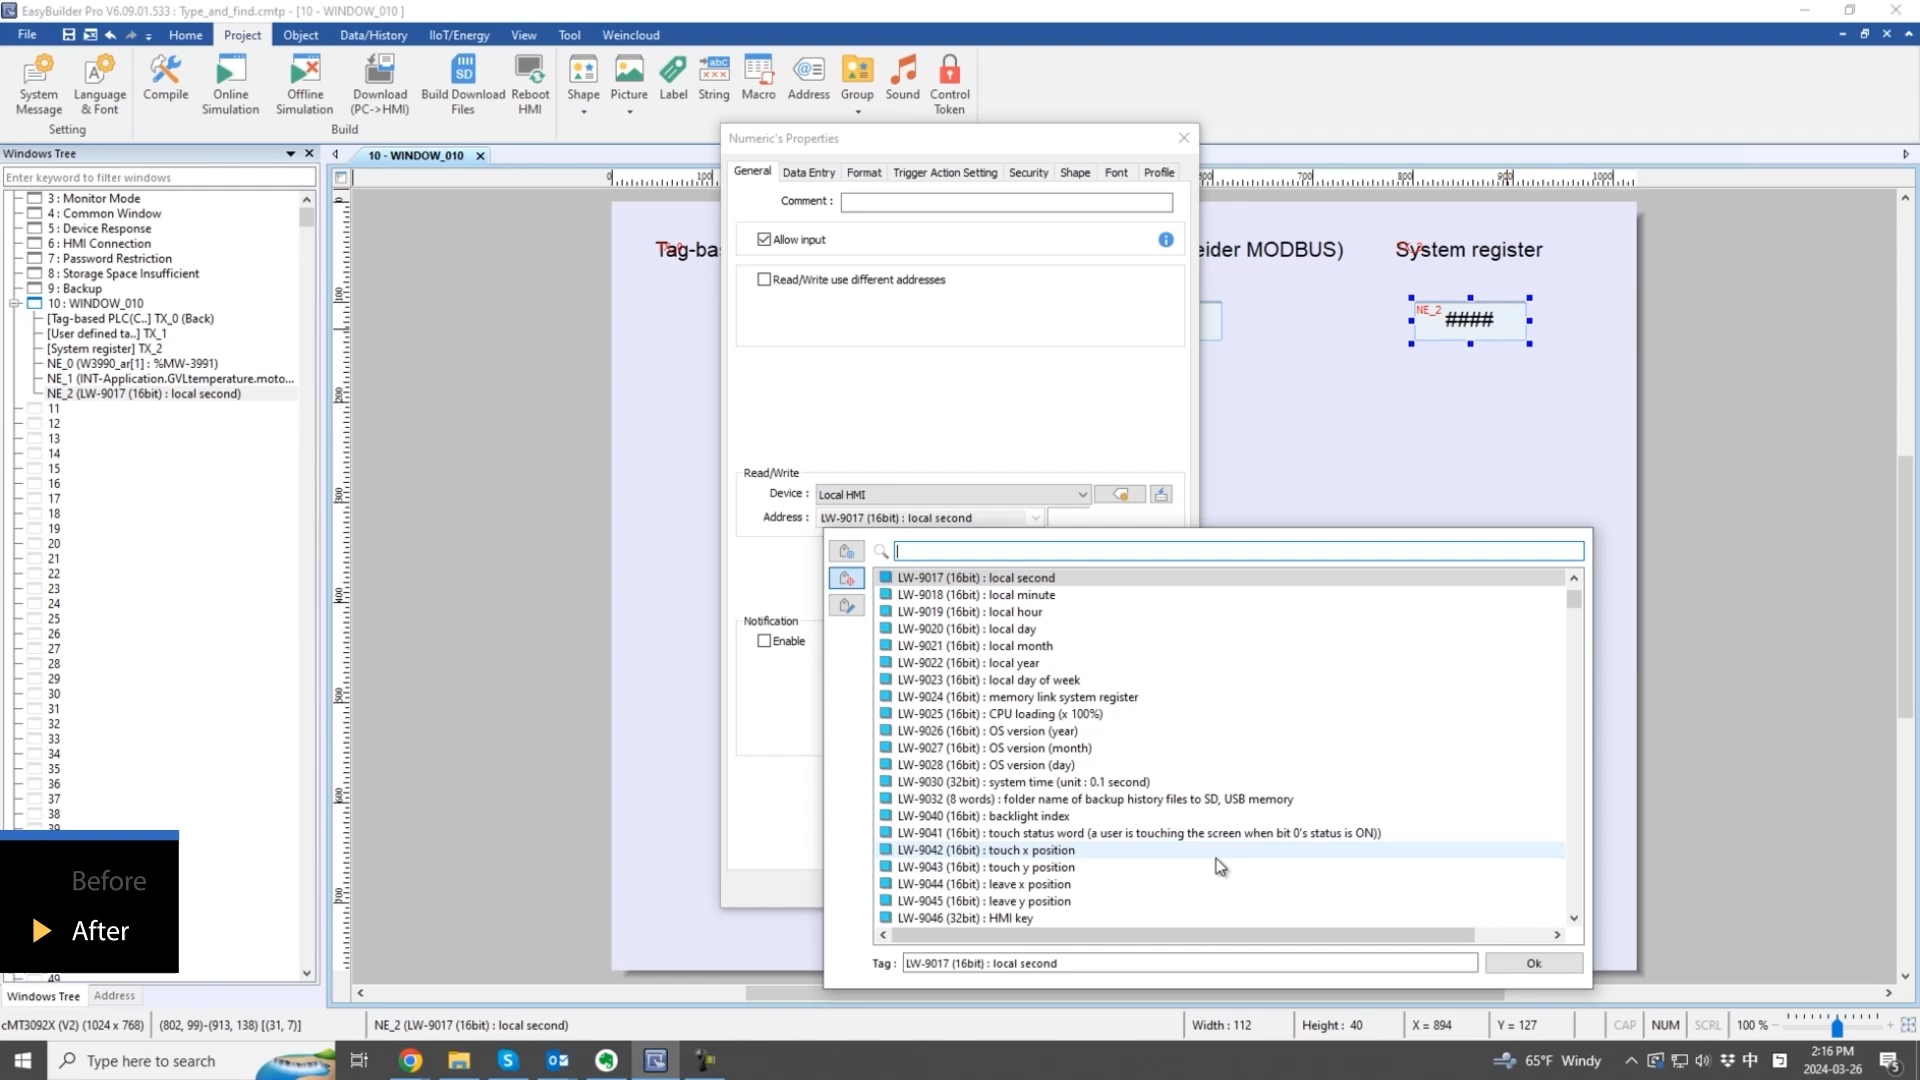 EasyBuilder Pro V6.09.01.533 : Type_and_find.cmtp - [10 - WINDOW_010 ]
File Home Project Object Data/History IIoT/Energy View Tool Weincloud
System Message
Language & Font
Compile
Online Simulation
Offline Simulation
Download (PC->HMI)
Build Download Files
Reboot HMI
Shape
Picture
Label
String
Macro
Address
Group
Sound
Control Token
Setting
Build
Windows Tree
Enter keyword to filter windows
3 : Monitor Mode
4 : Common Window
5 : Device Response
6 : HMI Connection
7 : Password Restriction
8 : Storage Space Insufficient
9 : Backup
10 : WINDOW_010
[Tag-based PLC(C..] TX_0 (Back)
[User defined ta..] TX_1
[System register] TX_2
NE_0 (W3990_ar[1] : %MW-3991)
NE_1 (INT-Application.GVLtemperature.moto...
NE_2 (LW-9017 (16bit) : local second)
11
12
13
14
15
16
17
18
19
20
21
22
23
24
25
26
27
28
29
30
31
32
33
34
35
36
37
38
39
49
Windows Tree Address
Before
After
10 - WINDOW_010
0 100
700 800 900 1000
Tag-ba
eider MODBUS)
System register
NE_2 ####
Numeric's Properties
General Data Entry Format Trigger Action Setting Security Shape Font Profile
Comment :
Allow input
Read/Write use different addresses
Read/Write
Device : Local HMI
Address : LW-9017 (16bit) : local second
Notification
Enable
LW-9017 (16bit) : local second
LW-9018 (16bit) : local minute
LW-9019 (16bit) : local hour
LW-9020 (16bit) : local day
LW-9021 (16bit) : local month
LW-9022 (16bit) : local year
LW-9023 (16bit) : local day of week
LW-9024 (16bit) : memory link system register
LW-9025 (16bit) : CPU loading (x 100%)
LW-9026 (16bit) : OS version (year)
LW-9027 (16bit) : OS version (month)
LW-9028 (16bit) : OS version (day)
LW-9030 (32bit) : system time (unit : 0.1 second)
LW-9032 (8 words) : folder name of backup history files to SD, USB memory
LW-9040 (16bit) : backlight index
LW-9041 (16bit) : touch status word (a user is touching the screen when bit 0's status is ON))
LW-9042 (16bit) : touch x position
LW-9043 (16bit) : touch y position
LW-9044 (16bit) : leave x position
LW-9045 (16bit) : leave y position
LW-9046 (32bit) : HMI key
Tag : LW-9017 (16bit) : local second
Ok
cMT3092X (V2) (1024 x 768) (802, 99)-(913, 138) [(31, 7)] NE_2 (LW-9017 (16bit) : local second) Width : 112 Height : 40 X = 894 Y = 127 CAP NUM SCRL 100 %
Type here to search
65°F Windy
中
2:16 PM
2024-03-26
5